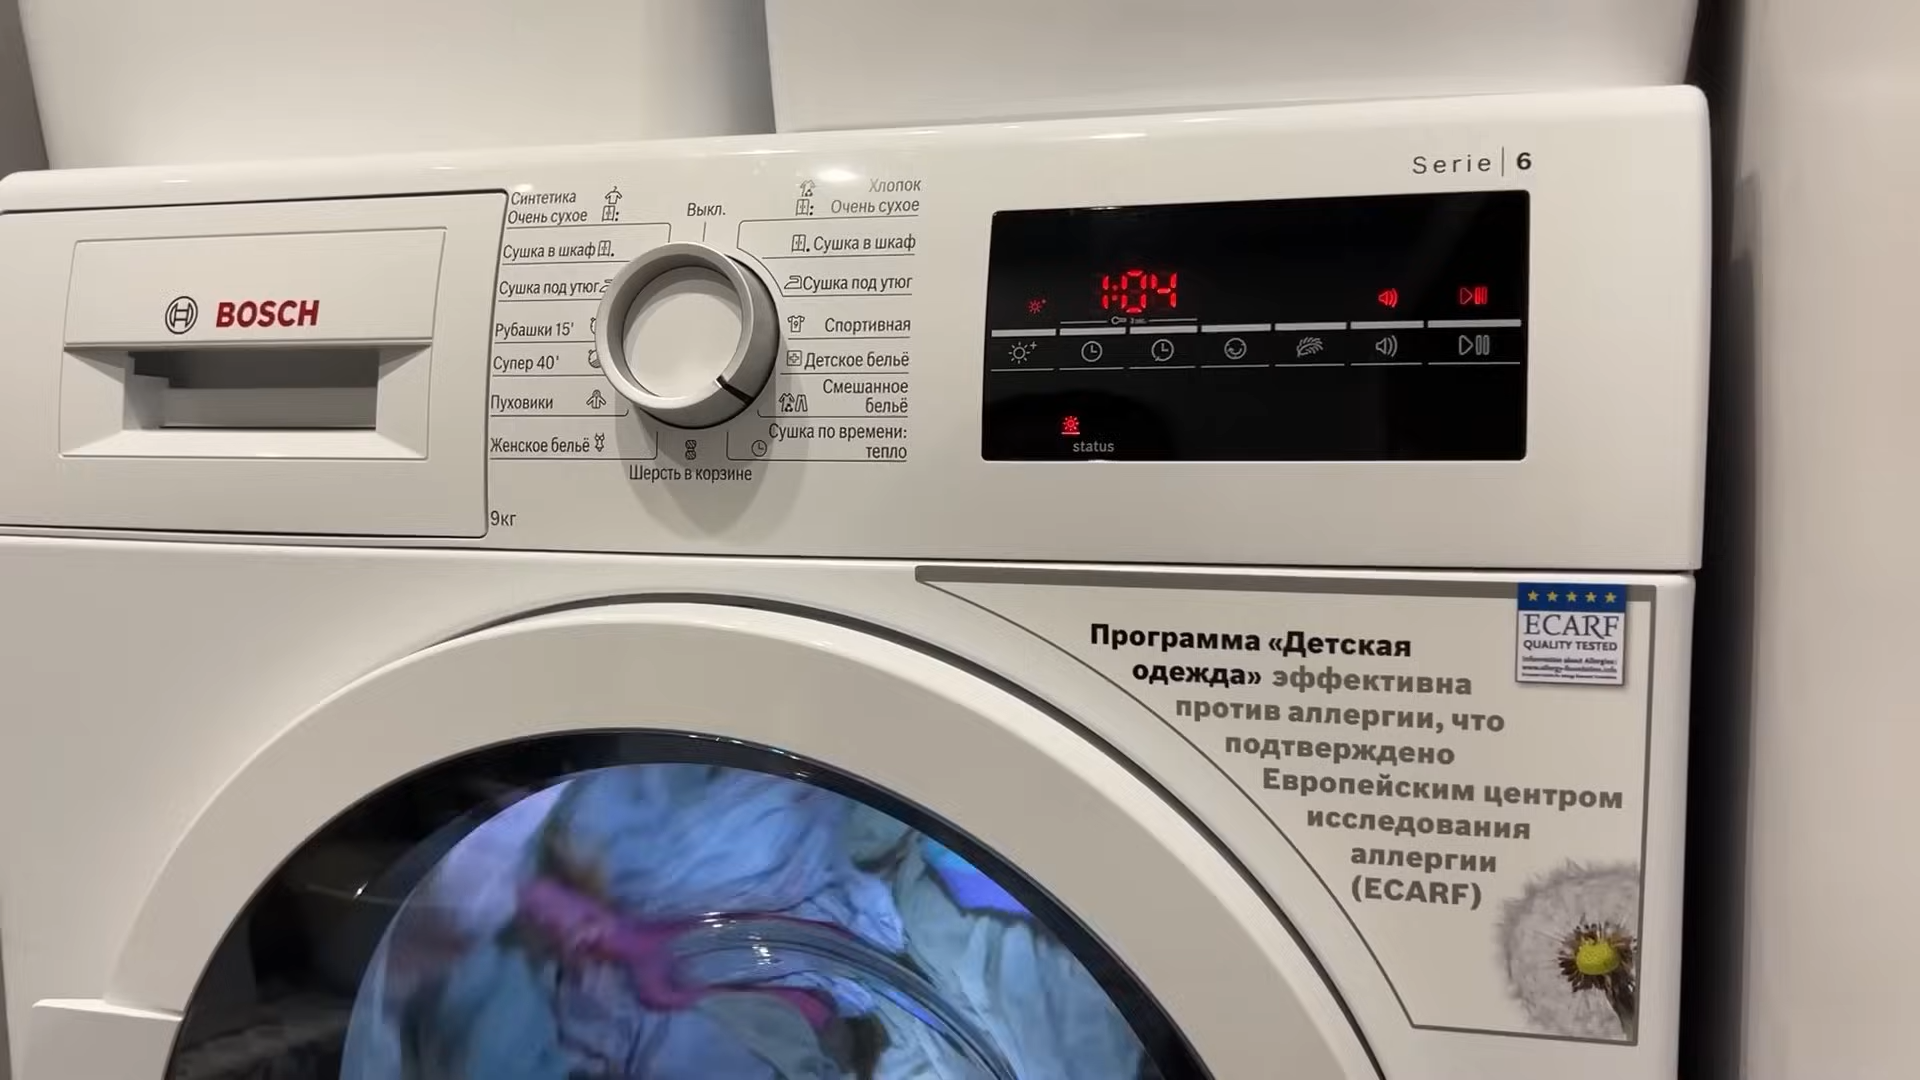 Serie | 6
BOSCH
Синтетика
Очень сухое
Сушка в шкаф
Сушка под утюг
Рубашки 15'
Супер 40'
Пуховики
Женское бельё
Выкл.
Шерсть в корзине
Хлопок
Очень сухое
Сушка в шкаф
Сушка под утюг
Спортивная
Детское бельё
Смешанное
бельё
Сушка по времени:
тепло
9кг
1:04
status
Программа «Детская
одежда» эффективна
против аллергии, что
подтверждено
Европейским центром
исследования
аллергии
(ECARF)
ECARF
QUALITY TESTED